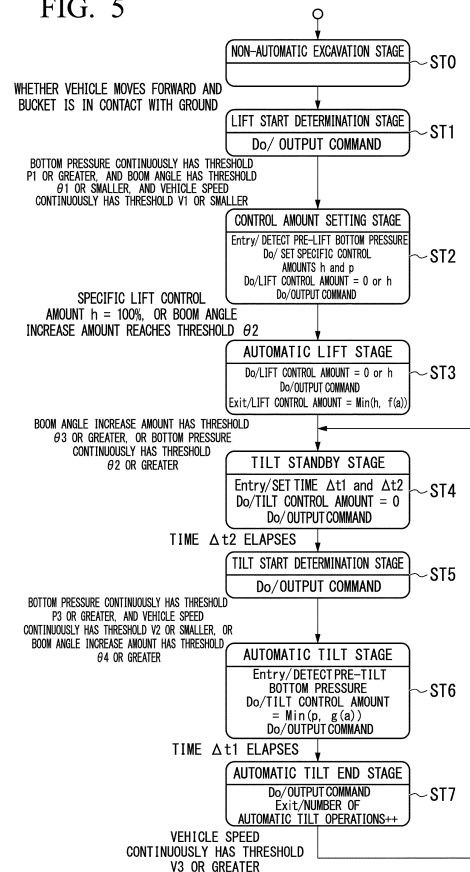 FIG. 5
NON-AUTOMATIC EXCAVATION STAGE
ST0
WHETHER VEHICLE MOVES FORWARD AND
BUCKET IS IN CONTACT WITH GROUND
LIFT START DETERMINATION STAGE
Do/ OUTPUT COMMAND
ST1
BOTTOM PRESSURE CONTINUOUSLY HAS THRESHOLD
P1 OR GREATER, AND BOOM ANGLE HAS THRESHOLD
θ1 OR SMALLER, AND VEHICLE SPEED
CONTINUOUSLY HAS THRESHOLD V1 OR SMALLER
CONTROL AMOUNT SETTING STAGE
Entry/DETECT PRE-LIFT BOTTOM PRESSURE
Do/ SET SPECIFIC CONTROL
AMOUNTS h and p
Do/LIFT CONTROL AMOUNT = 0 or h
Do/OUTPUT COMMAND
ST2
SPECIFIC LIFT CONTROL
AMOUNT h = 100%, OR BOOM ANGLE
INCREASE AMOUNT REACHES THRESHOLD θ2
AUTOMATIC LIFT STAGE
Do/LIFT CONTROL AMOUNT = 0 or h
Do/OUTPUT COMMAND
Exit/LIFT CONTROL AMOUNT = Min(h, f(a))
ST3
BOOM ANGLE INCREASE AMOUNT HAS THRESHOLD
θ3 OR GREATER, OR BOTTOM PRESSURE
CONTINUOUSLY HAS THRESHOLD
θ2 OR GREATER
TILT STANDBY STAGE
Entry/SET TIME Δt1 and Δt2
Do/TILT CONTROL AMOUNT = 0
Do/OUTPUT COMMAND
ST4
TIME Δt2 ELAPSES
TILT START DETERMINATION STAGE
Do/OUTPUT COMMAND
ST5
BOTTOM PRESSURE CONTINUOUSLY HAS THRESHOLD
P3 OR GREATER, AND VEHICLE SPEED
CONTINUOUSLY HAS THRESHOLD V2 OR SMALLER, OR
BOOM ANGLE INCREASE AMOUNT HAS THRESHOLD
θ4 OR GREATER
AUTOMATIC TILT STAGE
Entry/DETECT PRE-TILT
BOTTOM PRESSURE
Do/TILT CONTROL AMOUNT
= Min(p, g(a))
Do/OUTPUT COMMAND
ST6
TIME Δt1 ELAPSES
AUTOMATIC TILT END STAGE
Do/OUTPUT COMMAND
Exit/NUMBER OF
AUTOMATIC TILT OPERATIONS++
ST7
VEHICLE SPEED
CONTINUOUSLY HAS THRESHOLD
V3 OR GREATER